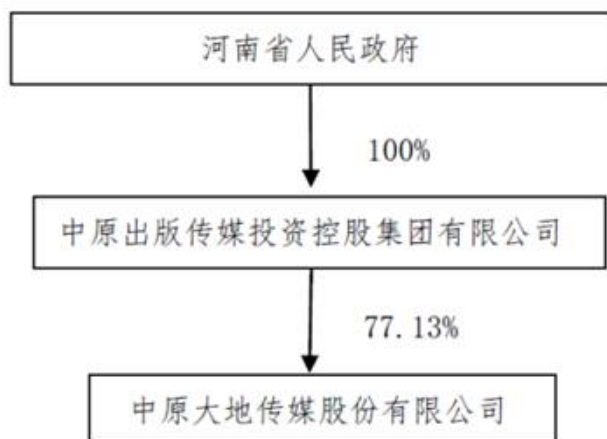 河南省人民政府
100%
中原出版传媒投资控股集团有限公司
77.13%
中原大地传媒股份有限公司